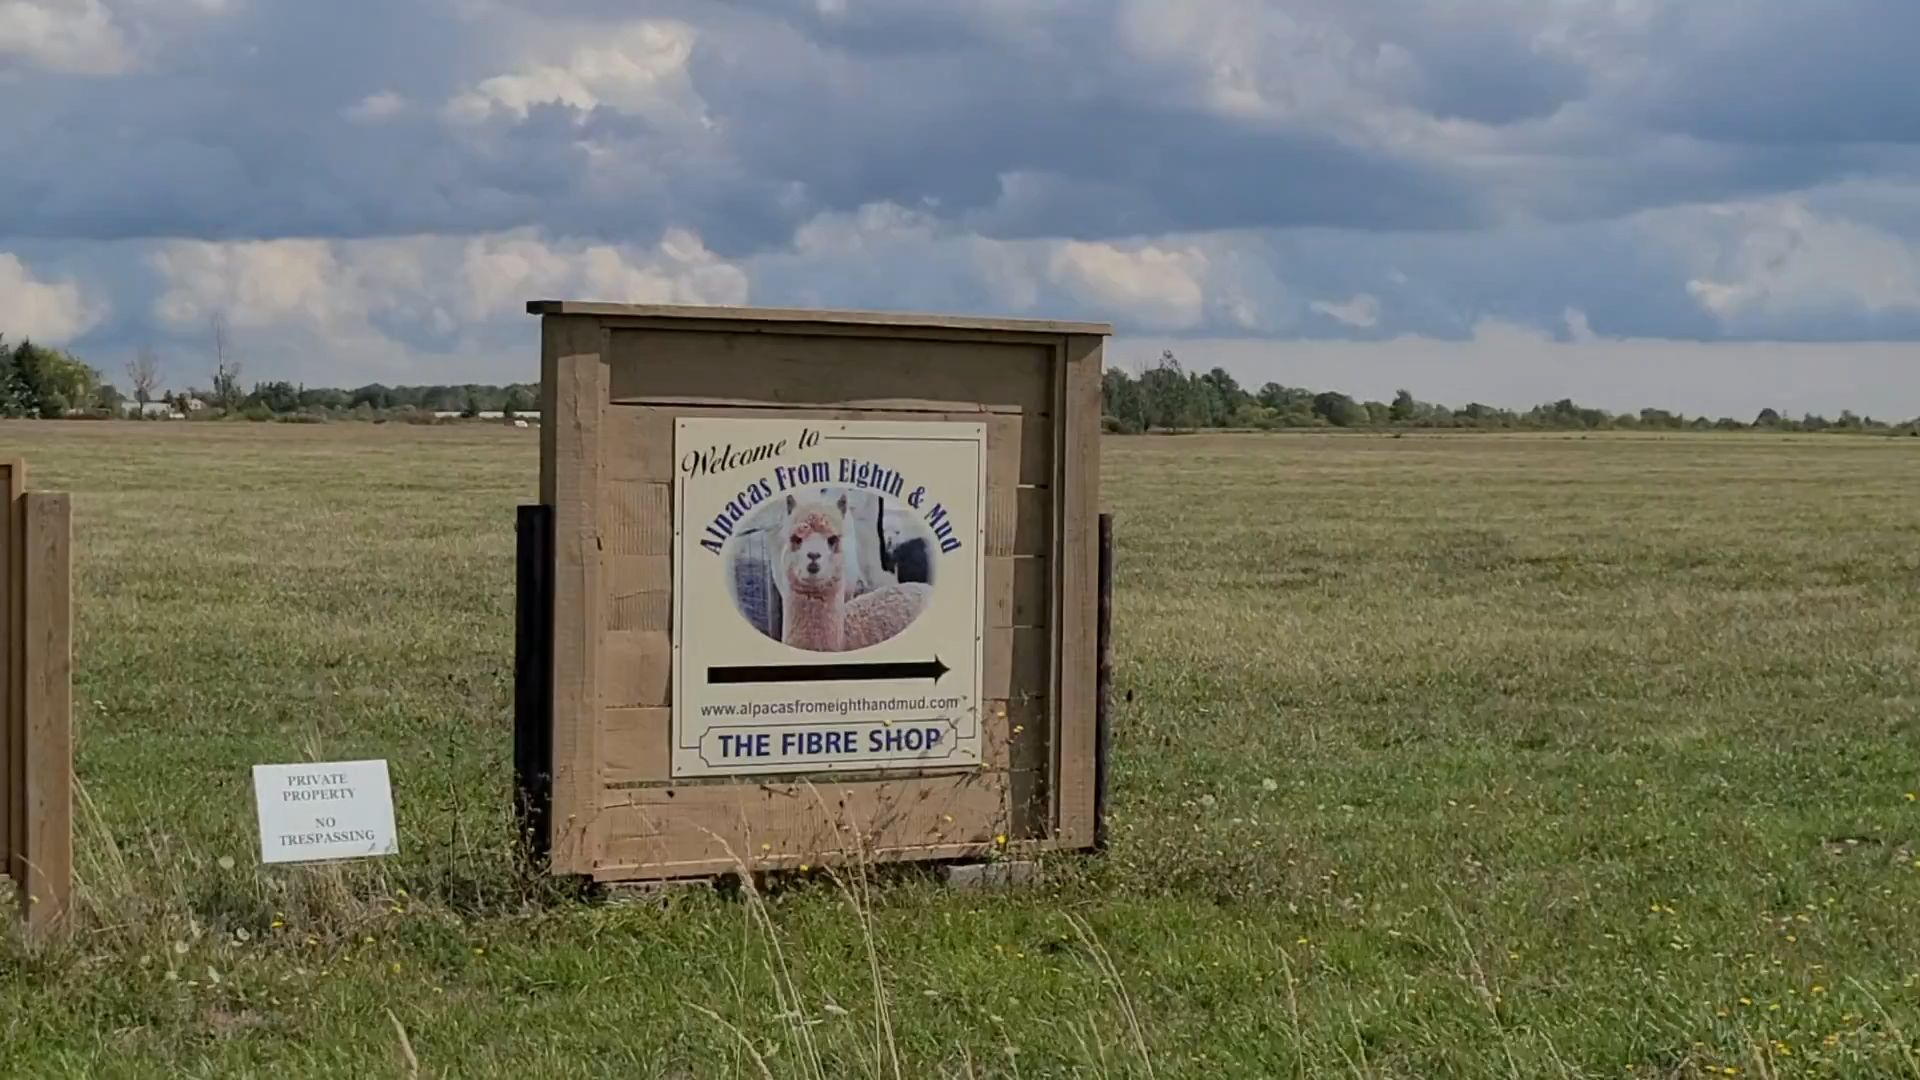 Welcome to
Alpacas From Eighth & Mud
www.alpacasfromeighthandmud.com
THE FIBRE SHOP
PRIVATE
PROPERTY
NO
TRESPASSING